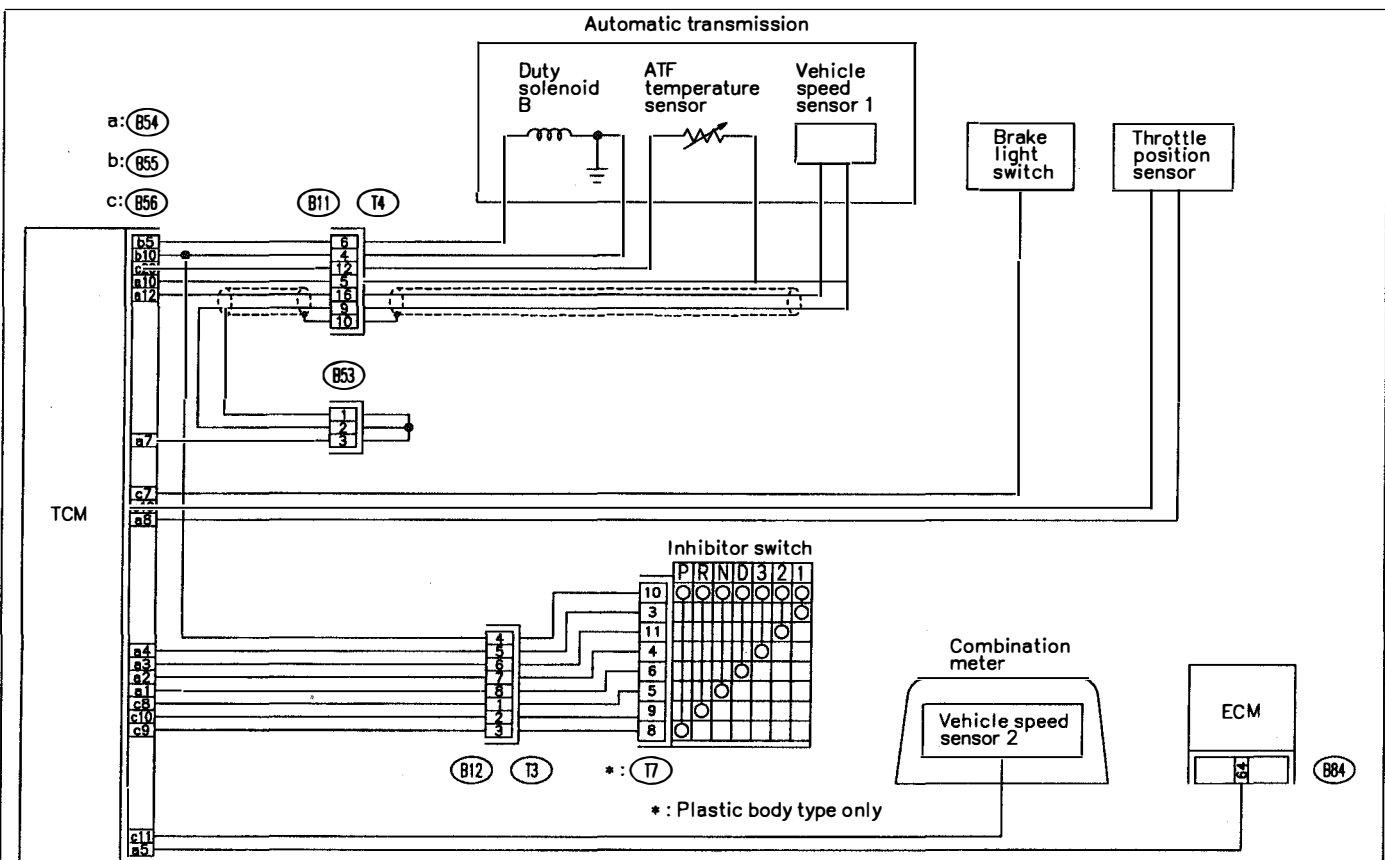 Automatic transmission
Duty
solenoid
B
ATF
temperature
sensor
Vehicle
speed
sensor 1
Brake
light
switch
Throttle
position
sensor
a: B54
b: B55
c: B56
B11 T4
b5
b10
a10
a12
6
4
12
5
16
9
10
B53
1
2
3
a7
c7
a8
TCM
Inhibitor switch
P R N D 3 2 1
10
3
11
4
6
5
9
8
4
5
6
7
8
1
2
3
a4
a3
a2
a1
c8
c10
c9
B12 T3 * : T7
* : Plastic body type only
Combination
meter
Vehicle speed
sensor 2
ECM
64
B84
c11
a5